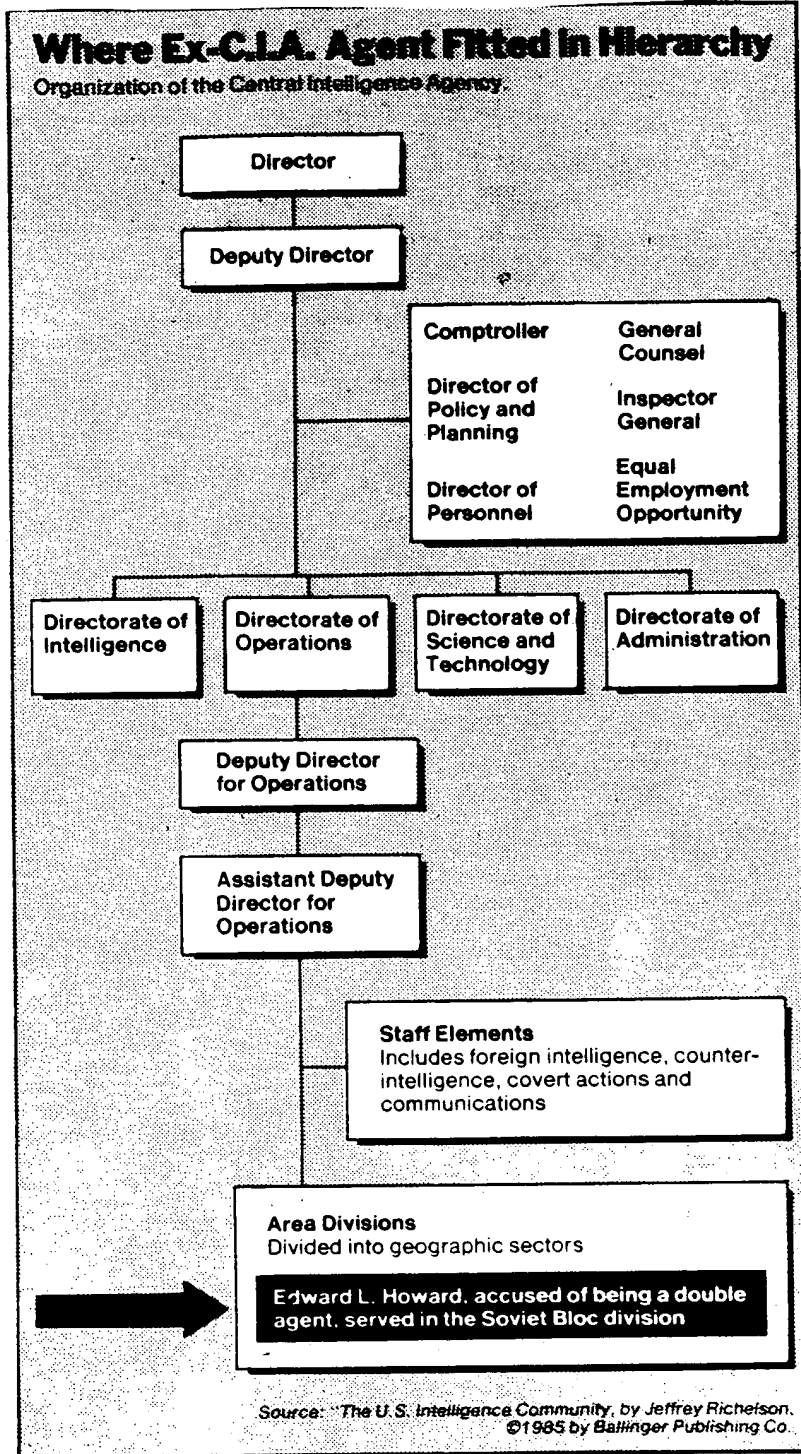 Where Ex-C.I.A. Agent Fitted in Hierarchy
Organization of the Central Intelligence Agency.
Director
Deputy Director
Comptroller
General
Counsel
Director of
Policy and
Planning
Inspector
General
Director of
Personnel
Equal
Employment
Opportunity
Directorate of
Intelligence
Directorate of
Operations
Directorate of
Science and
Technology
Directorate of
Administration
Deputy Director
for Operations
Assistant Deputy
Director for
Operations
Staff Elements
Includes foreign intelligence, counter-
intelligence, covert actions and
communications
Area Divisions
Divided into geographic sectors
Edward L. Howard, accused of being a double
agent, served in the Soviet Bloc division
Source: "The U.S. Intelligence Community, by Jeffrey Richelson,
©1985 by Ballinger Publishing Co.